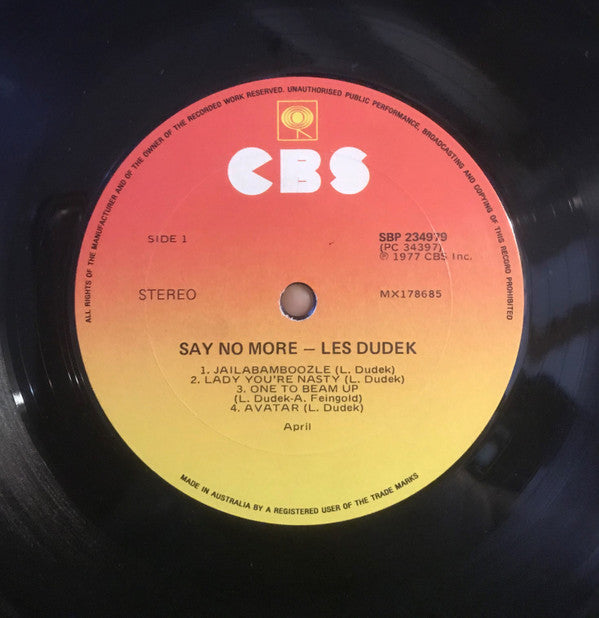 ALL RIGHTS OF THE MANUFACTURER AND OF THE OWNER OF THE RECORDED WORK RESERVED. UNAUTHORISED PUBLIC PERFORMANCE, BROADCASTING AND COPYING OF THIS RECORD PROHIBITED
CBS
SIDE 1
SBP 234979
(PC 34397)
℗ 1977 CBS Inc.
STEREO
MX178685
SAY NO MORE – LES DUDEK
1. JAILABAMBOOZLE (L. Dudek)
2. LADY YOU'RE NASTY (L. Dudek)
3. ONE TO BEAM UP
(L. Dudek-A. Feingold)
4. AVATAR (L. Dudek)
April
MADE IN AUSTRALIA BY A REGISTERED USER OF THE TRADE MARKS